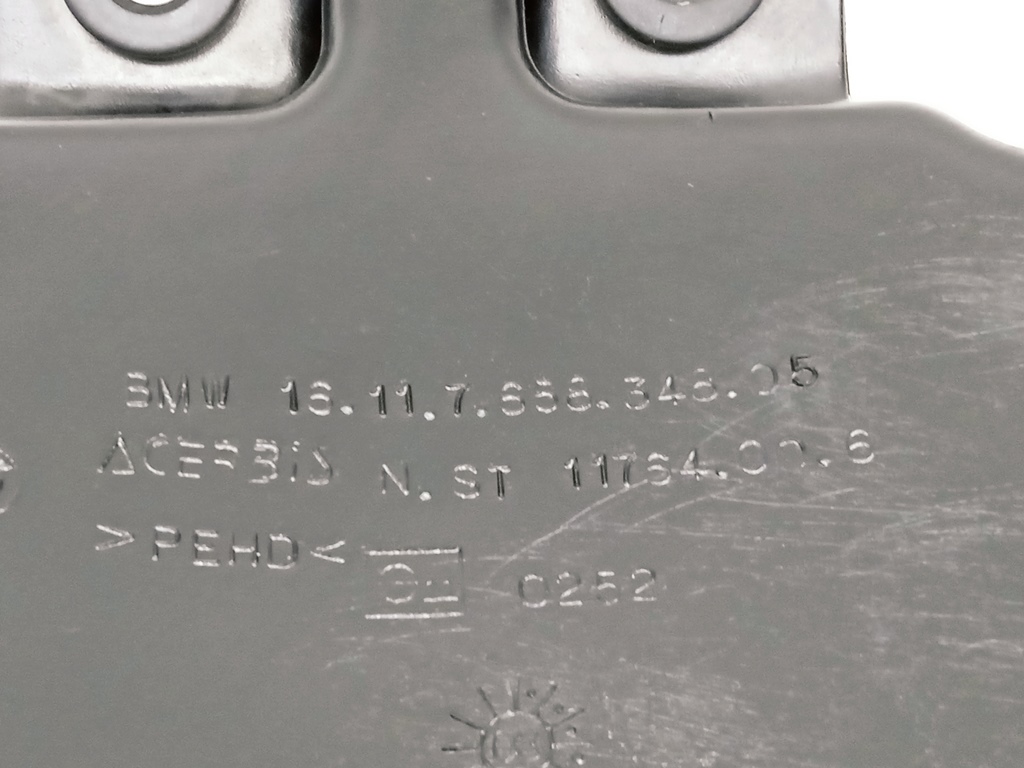 BMW 16.11.7.656.346.05
ACERBIS N. ST 11764.00.6
>PEHD<
0252